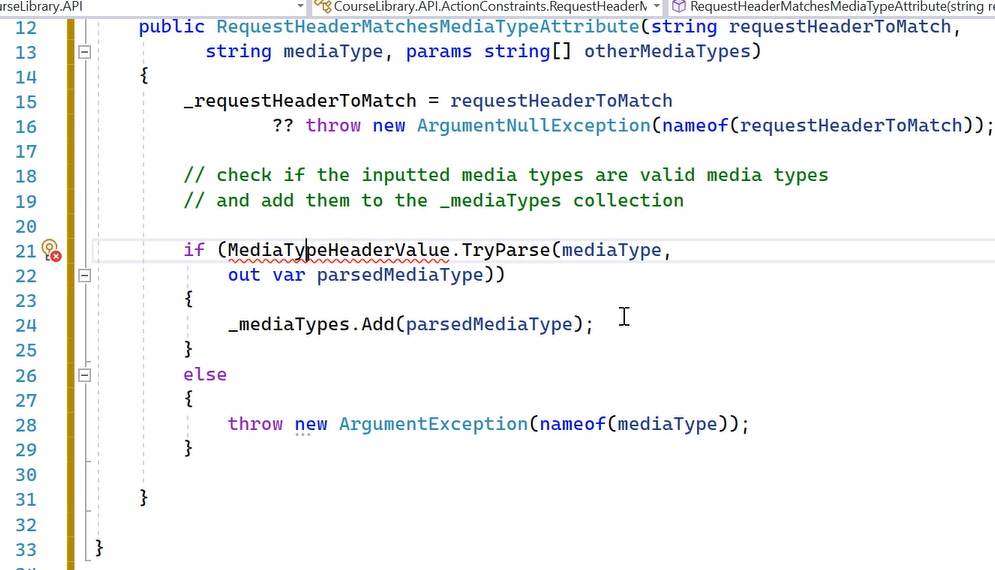 urseLibrary.API CourseLibrary.API.ActionConstraints.RequestHeaderM RequestHeaderMatchesMediaTypeAttribute(string re
12 public RequestHeaderMatchesMediaTypeAttribute(string requestHeaderToMatch,
13 string mediaType, params string[] otherMediaTypes)
14 {
15 _requestHeaderToMatch = requestHeaderToMatch
16 ?? throw new ArgumentNullException(nameof(requestHeaderToMatch));
17
18 // check if the inputted media types are valid media types
19 // and add them to the _mediaTypes collection
20
21 if (MediaTypeHeaderValue.TryParse(mediaType,
22 out var parsedMediaType))
23 {
24 _mediaTypes.Add(parsedMediaType);
25 }
26 else
27 {
28 throw new ArgumentException(nameof(mediaType));
29 }
30
31 }
32
33 }